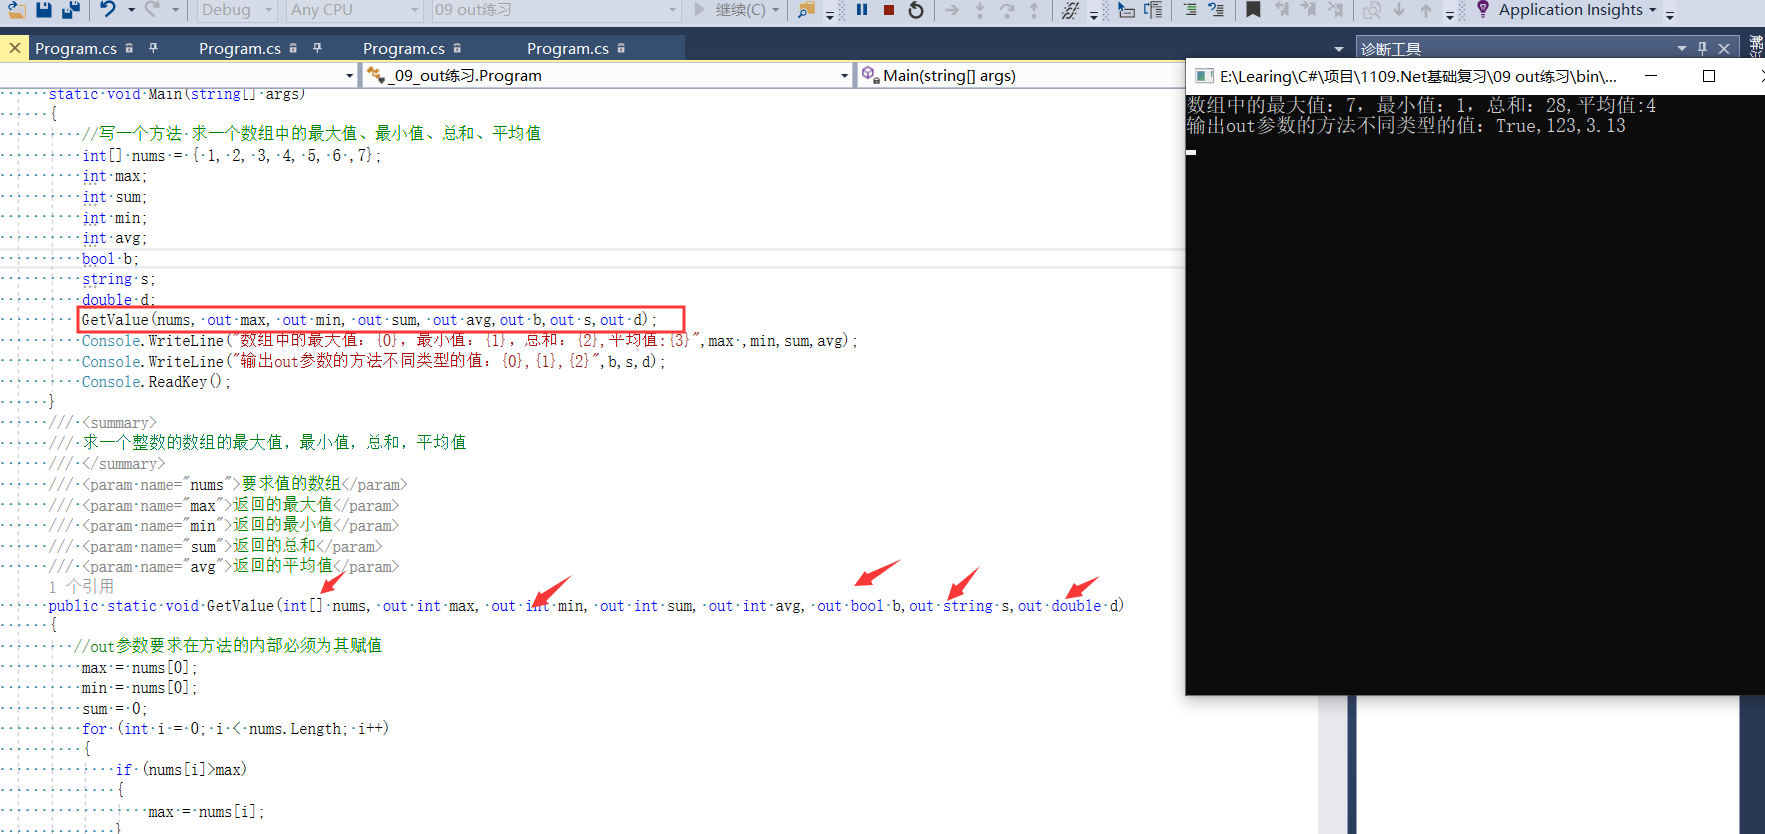 Debug Any CPU 09 out练习 继续(C) Application Insights
Program.cs Program.cs Program.cs Program.cs 诊断工具
_09_out练习.Program Main(string[] args)
static void Main(string[] args)
{
//写一个方法 求一个数组中的最大值、最小值、总和、平均值
int[] nums = { 1, 2, 3, 4, 5, 6 ,7};
int max;
int sum;
int min;
int avg;
bool b;
string s;
double d;
GetValue(nums, out max, out min, out sum, out avg,out b,out s,out d);
Console.WriteLine("数组中的最大值：{0}，最小值：{1}，总和：{2},平均值:{3}",max ,min,sum,avg);
Console.WriteLine("输出out参数的方法不同类型的值：{0},{1},{2}",b,s,d);
Console.ReadKey();
}
/// <summary>
/// 求一个整数的数组的最大值，最小值，总和，平均值
/// </summary>
/// <param name="nums">要求值的数组</param>
/// <param name="max">返回的最大值</param>
/// <param name="min">返回的最小值</param>
/// <param name="sum">返回的总和</param>
/// <param name="avg">返回的平均值</param>
1 个引用
public static void GetValue(int[] nums, out int max, out int min, out int sum, out int avg, out bool b,out string s,out double d)
{
//out参数要求在方法的内部必须为其赋值
max = nums[0];
min = nums[0];
sum = 0;
for (int i = 0; i < nums.Length; i++)
{
if (nums[i]>max)
{
max = nums[i];
}
E:\Learing\C#\项目\1109.Net基础复习\09 out练习\bin\...
数组中的最大值：7，最小值：1，总和：28,平均值:4
输出out参数的方法不同类型的值：True,123,3.13